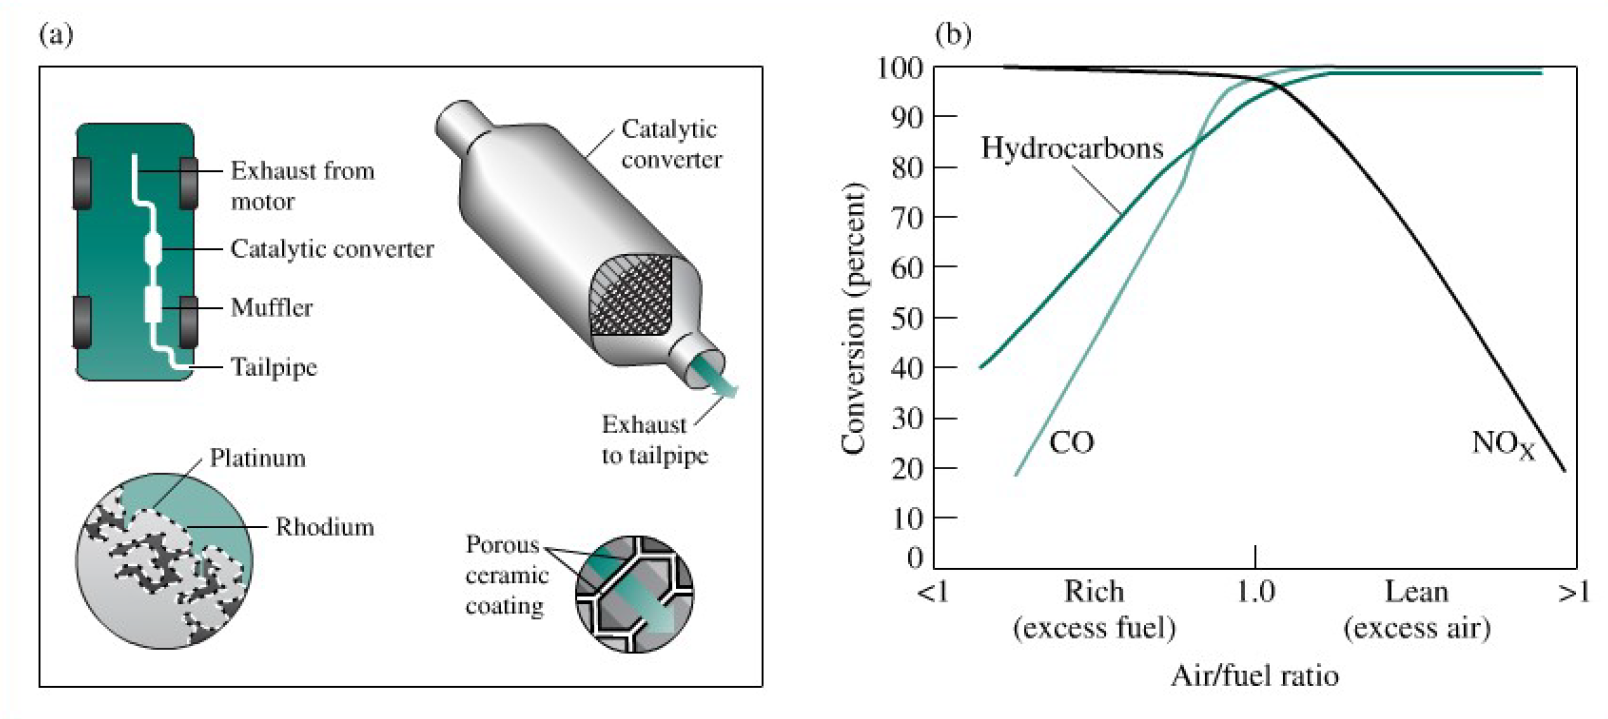 (a)
Exhaust from
motor
Catalytic converter
Muffler
Tailpipe
Catalytic
converter
Exhaust
to tailpipe
Platinum
Rhodium
Porous
ceramic
coating
(b)
Conversion (percent)
100
90
80
70
60
50
40
30
20
10
0
Hydrocarbons
CO
NOX
<1
Rich
(excess fuel)
1.0
Lean
(excess air)
>1
Air/fuel ratio